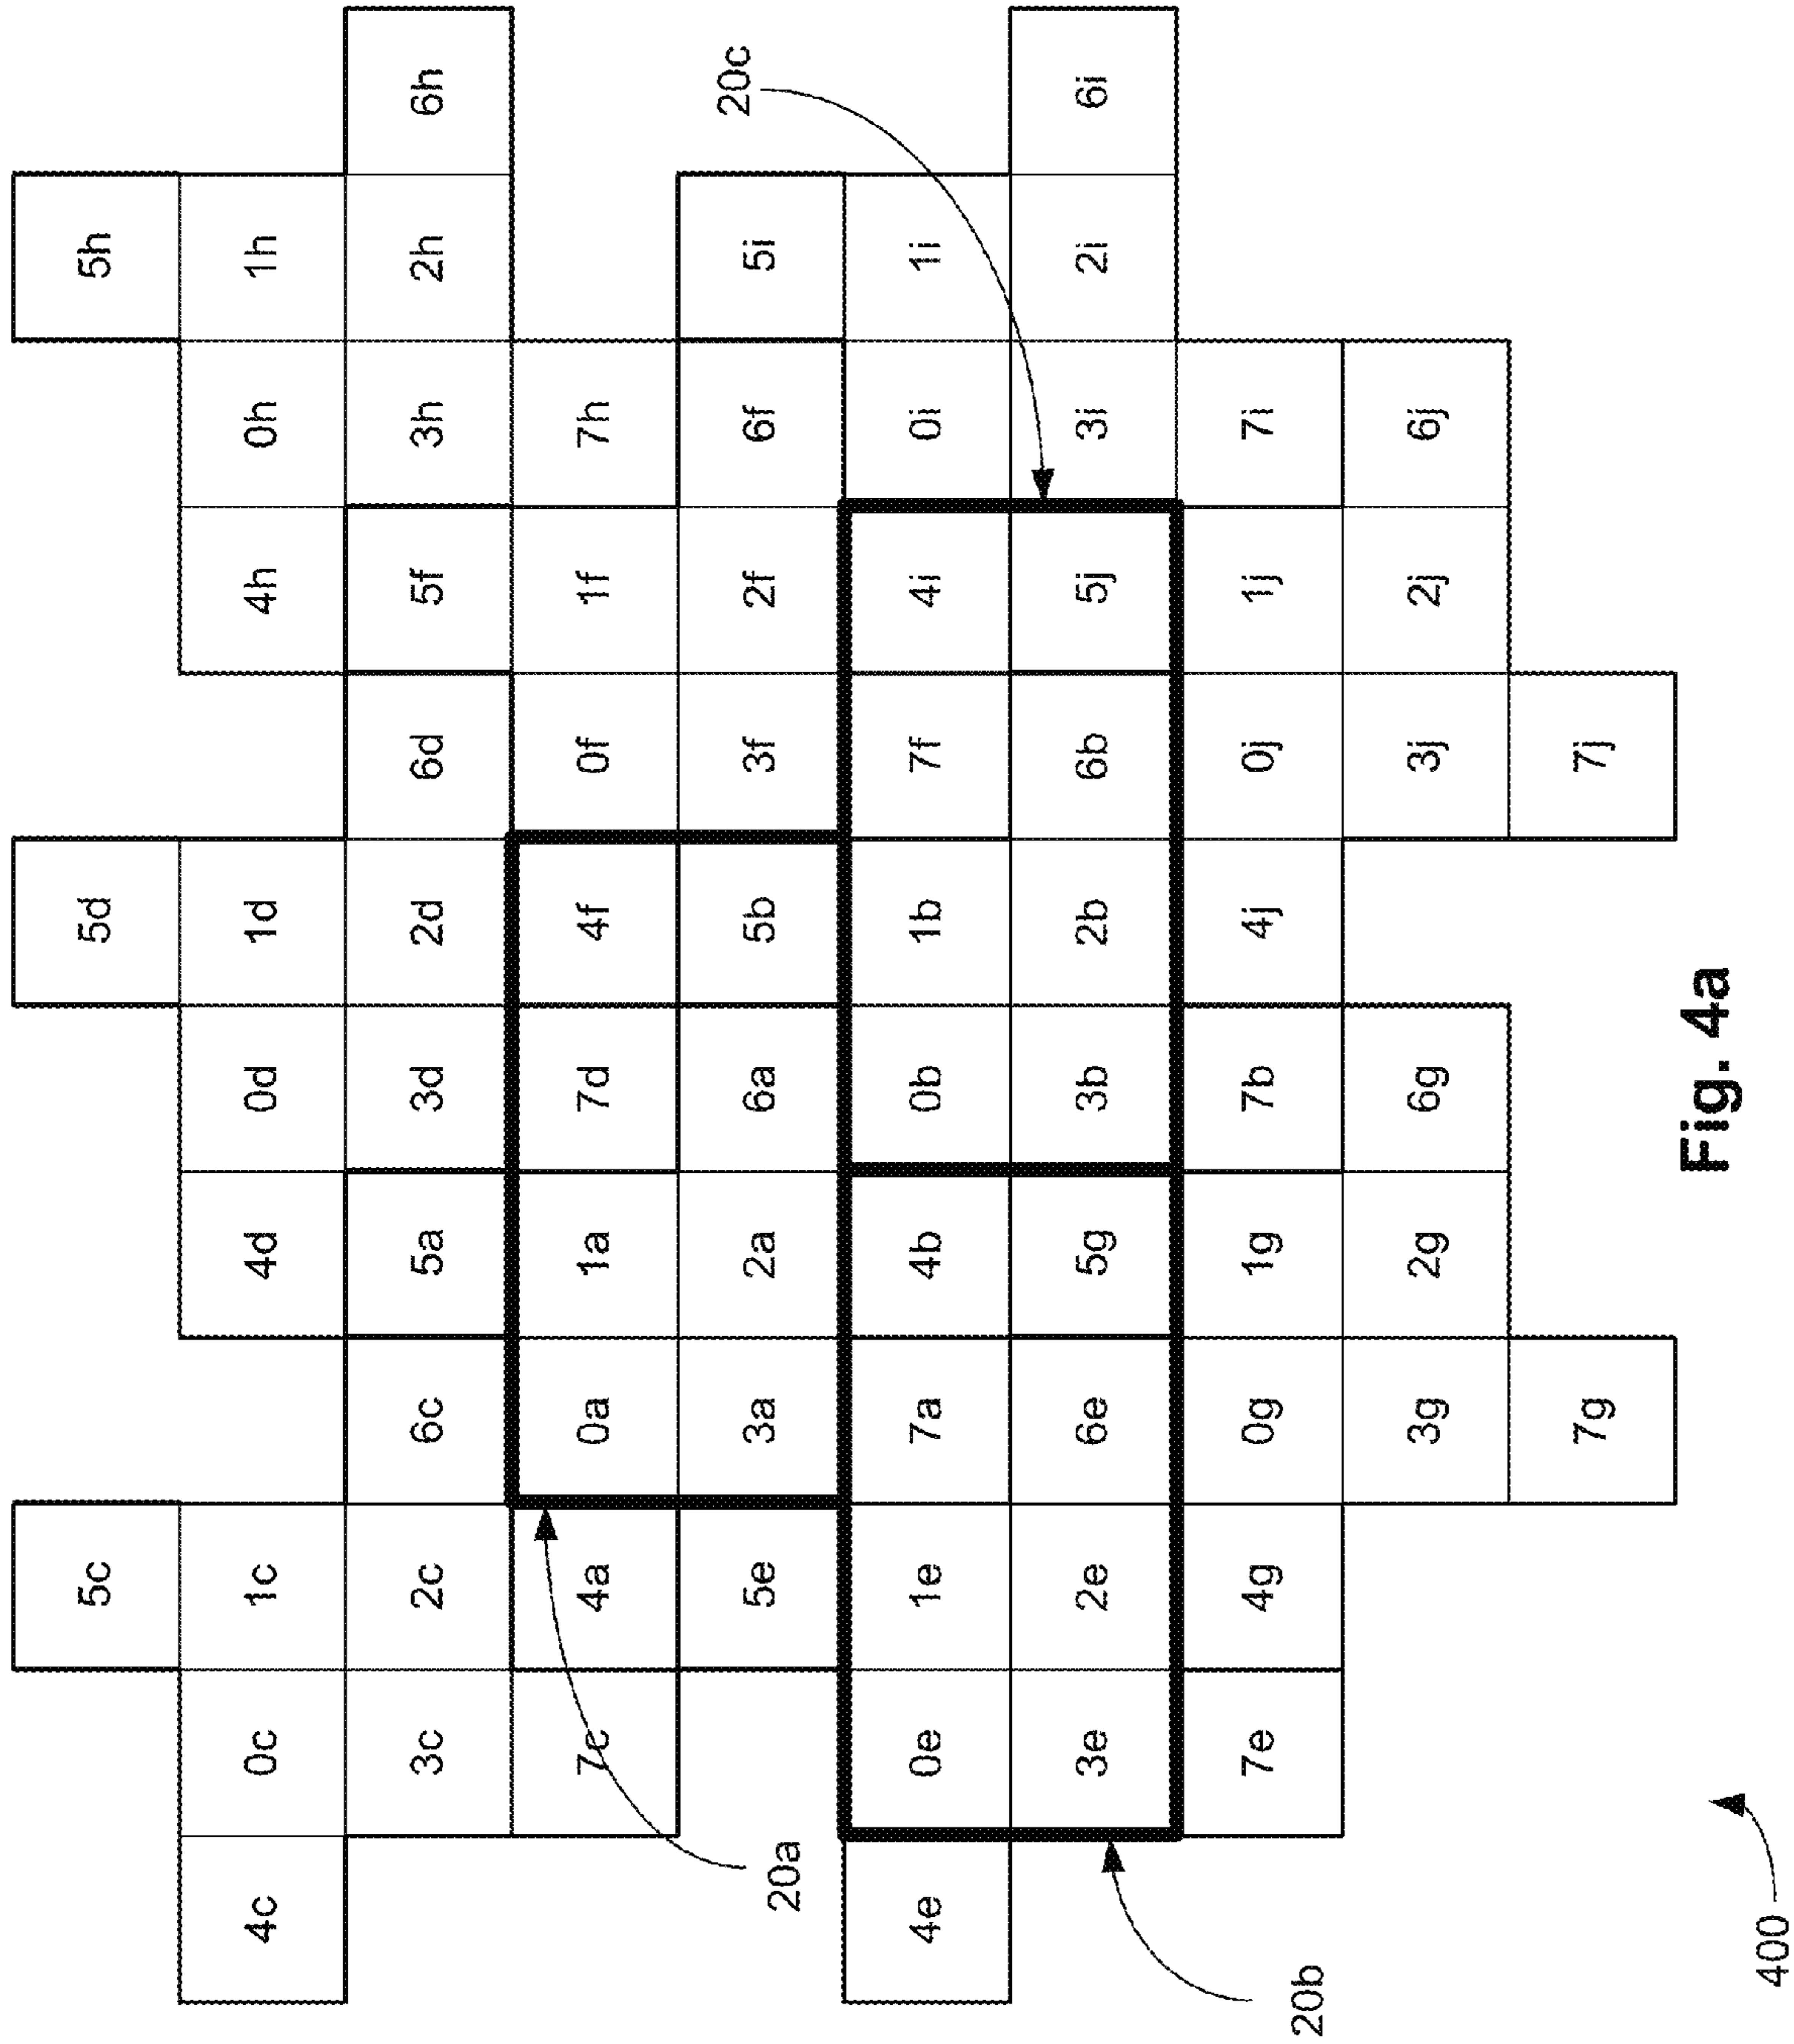 5c 5d 5h
4c 0c 1c 4d 0d 1d 4h 0h 1h
3c 2c 6c 5a 3d 2d 6d 5f 3h 2h 6h
7c 4a 0a 1a 7d 4f 0f 1f 7h
20c
5e 3a 2a 6a 5b 3f 2f 6f 5i
20a
4e 0e 1e 7a 4b 0b 1b 7f 4i 0i 1i
3e 2e 6e 5g 3b 2b 6b 5j 3i 2i 6i
7e 4g 0g 1g 7b 4j 0j 1j 7i
20b
3g 2g 6g 3j 2j 6j
7g 7j
Fig. 4a
400